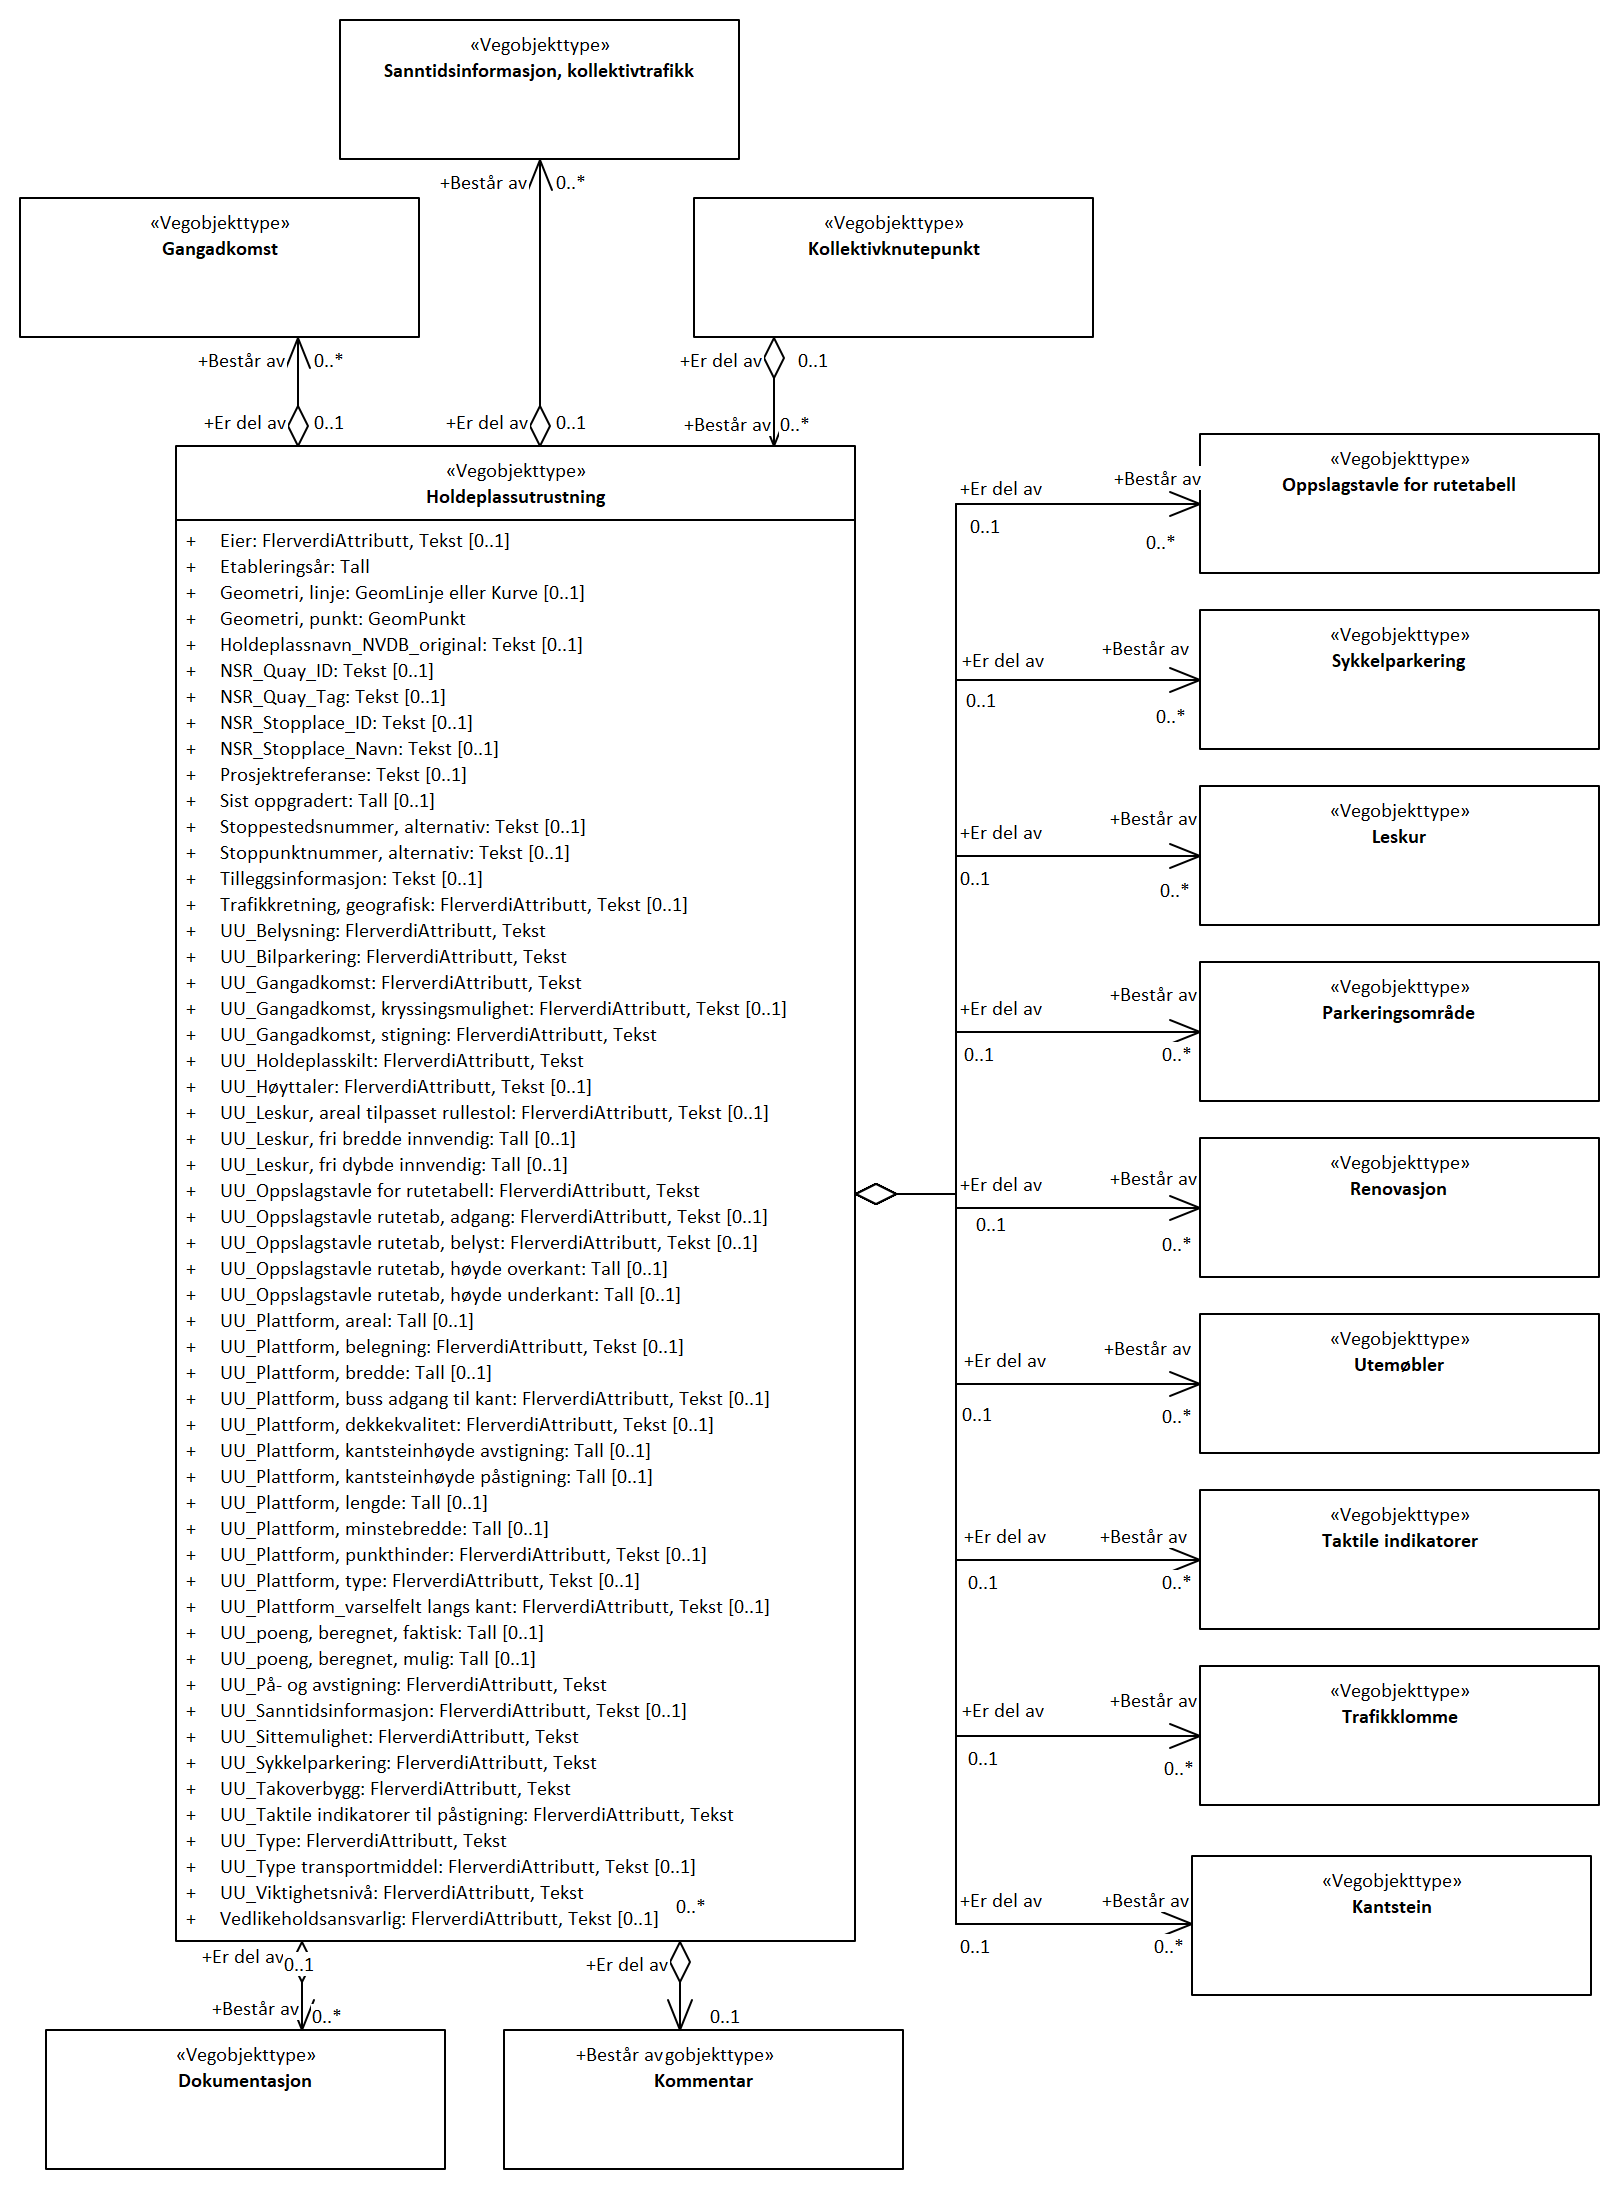 «Vegobjekttype»
Sanntidsinformasjon, kollektivtrafikk
+Består av
0..*
«Vegobjekttype»
Gangadkomst
«Vegobjekttype»
Kollektivknutepunkt
+Består av
0..*
+Er del av
0..1
+Er del av
0..1
+Er del av
0..1
+Består av
0..*
«Vegobjekttype»
Holdeplassutrustning
+ Eier: FlerverdiAttributt, Tekst [0..1]
+ Etableringsår: Tall
+ Geometri, linje: GeomLinje eller Kurve [0..1]
+ Geometri, punkt: GeomPunkt
+ Holdeplassnavn_NVDB_original: Tekst [0..1]
+ NSR_Quay_ID: Tekst [0..1]
+ NSR_Quay_Tag: Tekst [0..1]
+ NSR_Stopplace_ID: Tekst [0..1]
+ NSR_Stopplace_Navn: Tekst [0..1]
+ Prosjektreferanse: Tekst [0..1]
+ Sist oppgradert: Tall [0..1]
+ Stoppestedsnummer, alternativ: Tekst [0..1]
+ Stoppunktnummer, alternativ: Tekst [0..1]
+ Tilleggsinformasjon: Tekst [0..1]
+ Trafikkretning, geografisk: FlerverdiAttributt, Tekst [0..1]
+ UU_Belysning: FlerverdiAttributt, Tekst
+ UU_Bilparkering: FlerverdiAttributt, Tekst
+ UU_Gangadkomst: FlerverdiAttributt, Tekst
+ UU_Gangadkomst, kryssingsmulighet: FlerverdiAttributt, Tekst [0..1]
+ UU_Gangadkomst, stigning: FlerverdiAttributt, Tekst
+ UU_Holdeplasskilt: FlerverdiAttributt, Tekst
+ UU_Høyttaler: FlerverdiAttributt, Tekst [0..1]
+ UU_Leskur, areal tilpasset rullestol: FlerverdiAttributt, Tekst [0..1]
+ UU_Leskur, fri bredde innvendig: Tall [0..1]
+ UU_Leskur, fri dybde innvendig: Tall [0..1]
+ UU_Oppslagstavle for rutetabell: FlerverdiAttributt, Tekst
+ UU_Oppslagstavle rutetab, adgang: FlerverdiAttributt, Tekst [0..1]
+ UU_Oppslagstavle rutetab, belyst: FlerverdiAttributt, Tekst [0..1]
+ UU_Oppslagstavle rutetab, høyde overkant: Tall [0..1]
+ UU_Oppslagstavle rutetab, høyde underkant: Tall [0..1]
+ UU_Plattform, areal: Tall [0..1]
+ UU_Plattform, belegning: FlerverdiAttributt, Tekst [0..1]
+ UU_Plattform, bredde: Tall [0..1]
+ UU_Plattform, buss adgang til kant: FlerverdiAttributt, Tekst [0..1]
+ UU_Plattform, dekkekvalitet: FlerverdiAttributt, Tekst [0..1]
+ UU_Plattform, kantsteinhøyde avstigning: Tall [0..1]
+ UU_Plattform, kantsteinhøyde påstigning: Tall [0..1]
+ UU_Plattform, lengde: Tall [0..1]
+ UU_Plattform, minstebredde: Tall [0..1]
+ UU_Plattform, punkthinder: FlerverdiAttributt, Tekst [0..1]
+ UU_Plattform, type: FlerverdiAttributt, Tekst [0..1]
+ UU_Plattform_varselfelt langs kant: FlerverdiAttributt, Tekst [0..1]
+ UU_poeng, beregnet, faktisk: Tall [0..1]
+ UU_poeng, beregnet, mulig: Tall [0..1]
+ UU_På- og avstigning: FlerverdiAttributt, Tekst
+ UU_Sanntidsinformasjon: FlerverdiAttributt, Tekst [0..1]
+ UU_Sittemulighet: FlerverdiAttributt, Tekst
+ UU_Sykkelparkering: FlerverdiAttributt, Tekst
+ UU_Takoverbygg: FlerverdiAttributt, Tekst
+ UU_Taktile indikatorer til påstigning: FlerverdiAttributt, Tekst
+ UU_Type: FlerverdiAttributt, Tekst
+ UU_Type transportmiddel: FlerverdiAttributt, Tekst [0..1]
+ UU_Viktighetsnivå: FlerverdiAttributt, Tekst
+ Vedlikeholdsansvarlig: FlerverdiAttributt, Tekst [0..1]
0..*
+Er del av
0..1
+Består av
0..*
«Vegobjekttype»
Oppslagstavle for rutetabell
+Er del av
0..1
+Består av
0..*
«Vegobjekttype»
Sykkelparkering
+Er del av
0..1
+Består av
0..*
«Vegobjekttype»
Leskur
+Er del av
0..1
+Består av
0..*
«Vegobjekttype»
Parkeringsområde
+Er del av
0..1
+Består av
0..*
«Vegobjekttype»
Renovasjon
+Er del av
0..1
+Består av
0..*
«Vegobjekttype»
Utemøbler
+Er del av
0..1
+Består av
0..*
«Vegobjekttype»
Taktile indikatorer
+Er del av
0..1
+Består av
0..*
«Vegobjekttype»
Trafikklomme
+Er del av
0..1
+Består av
0..*
«Vegobjekttype»
Kantstein
+Er del av
0..1
+Består av
0..*
«Vegobjekttype»
Dokumentasjon
+Er del av
0..1
+Består av gobjekttype»
Kommentar